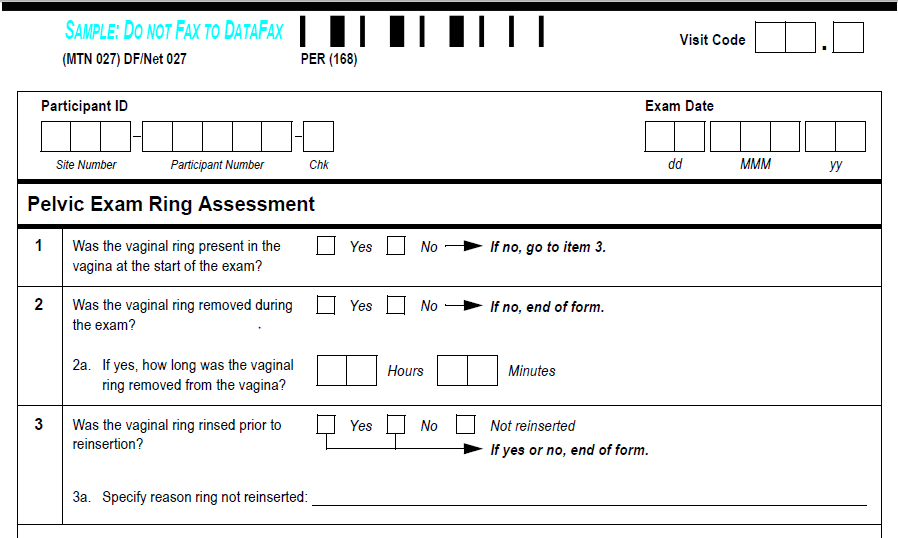 SAMPLE: DO NOT FAX TO DATAFAX
Visit Code
.
(MTN 027) DF/Net 027 PER (168)
Participant ID Exam Date
– –
Site Number Participant Number Chk dd MMM yy
Pelvic Exam Ring Assessment
1 Was the vaginal ring present in the Yes No If no, go to item 3.
vagina at the start of the exam?
2 Was the vaginal ring removed during Yes No If no, end of form.
the exam?
2a. If yes, how long was the vaginal Hours Minutes
ring removed from the vagina?
3 Was the vaginal ring rinsed prior to Yes No Not reinserted
reinsertion? If yes or no, end of form.
3a. Specify reason ring not reinserted: